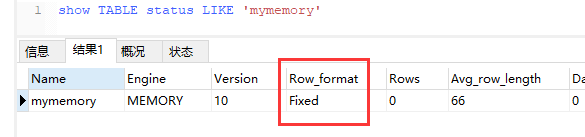 1 show TABLE status LIKE 'mymemory'
信息 结果1 概况 状态
Name Engine Version Row_format Rows Avg_row_length Da
mymemory MEMORY 10 Fixed 0 66 0